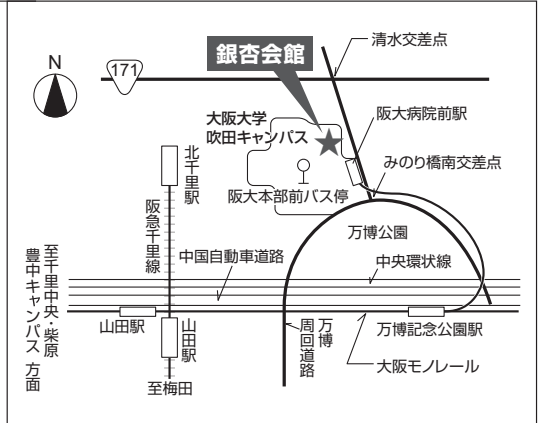 清水交差点
銀杏会館
N
171
大阪大学
吹田キャンパス
阪大病院前駅
みのり橋南交差点
北千里駅
阪大本部前バス停
阪急千里線
万博公園
中国自動車道路
中央環状線
至千里中央・柴原
豊中キャンパス 方面
山田駅
山田駅
万博
周回道路
万博記念公園駅
大阪モノレール
至梅田